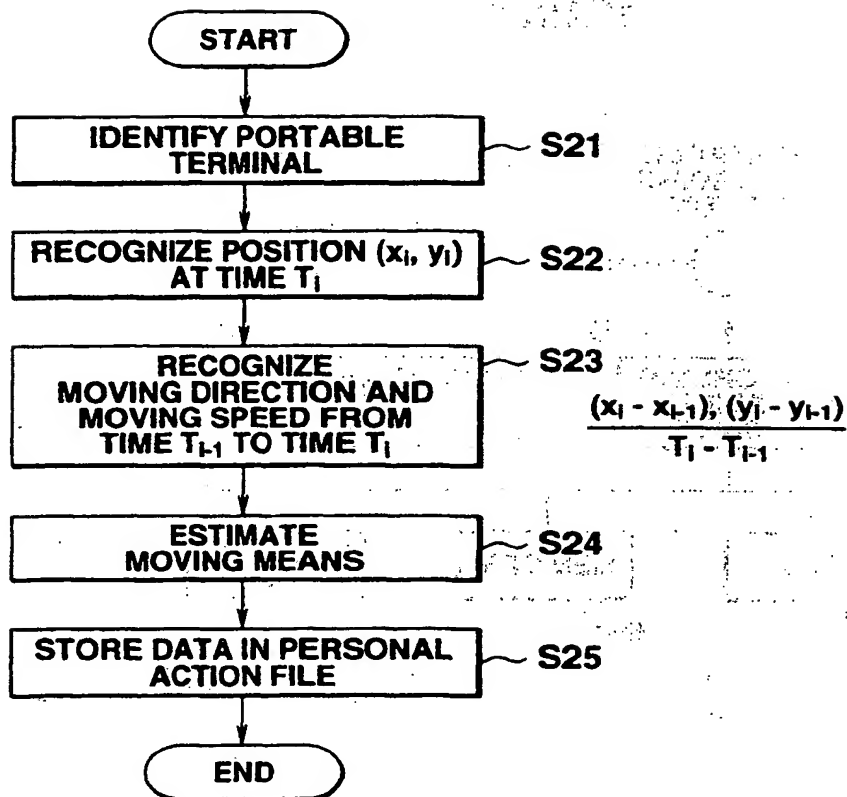 START
IDENTIFY PORTABLE
TERMINAL
S21
RECOGNIZE POSITION (xi, yi)
AT TIME Ti
S22
RECOGNIZE
MOVING DIRECTION AND
MOVING SPEED FROM
TIME Ti-1 TO TIME Ti
S23
(xi - xi-1), (yi - yi-1)
Ti - Ti-1
ESTIMATE
MOVING MEANS
S24
STORE DATA IN PERSONAL
ACTION FILE
S25
END